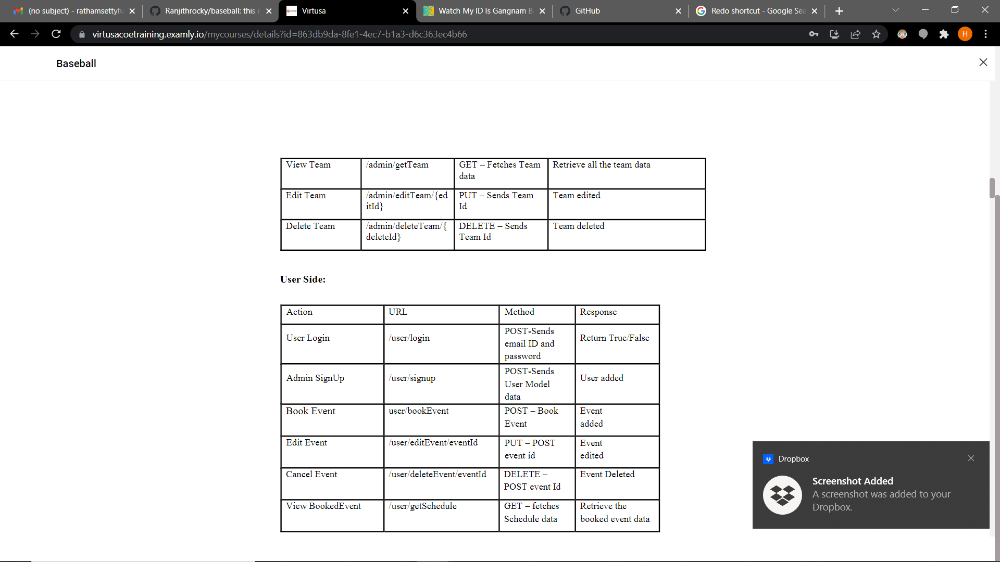 (no subject) - rathamsettyh
Ranjithrocky/baseball: this i
Virtusa
Watch My ID Is Gangnam B
GitHub
Redo shortcut - Google Sea
virtusacoetraining.examly.io/mycourses/details?id=863db9da-8fe1-4ec7-b1a3-d6c363ec4b66
H
Baseball
View Team
/admin/getTeam
GET – Fetches Team
data
Retrieve all the team data
Edit Team
/admin/editTeam/{ed
itId}
PUT – Sends Team
Id
Team edited
Delete Team
/admin/deleteTeam/{
deleteId}
DELETE – Sends
Team Id
Team deleted
User Side:
Action
URL
Method
Response
User Login
/user/login
POST-Sends
email ID and
password
Return True/False
Admin SignUp
/user/signup
POST-Sends
User Model
data
User added
Book Event
user/bookEvent
POST – Book
Event
Event
added
Edit Event
/user/editEvent/eventId
PUT – POST
event id
Event
edited
Cancel Event
/user/deleteEvent/eventId
DELETE –
POST event Id
Event Deleted
View BookedEvent
/user/getSchedule
GET – fetches
Schedule data
Retrieve the
booked event data
Dropbox
Screenshot Added
A screenshot was added to your
Dropbox.